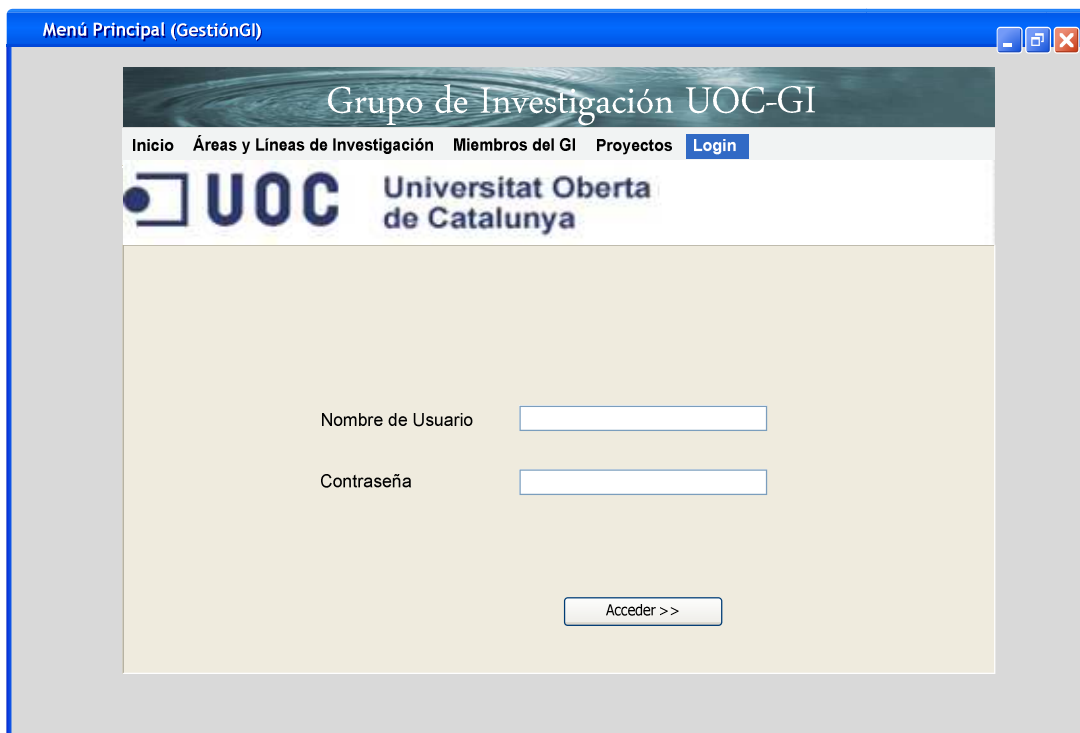 Menú Principal (GestiónGI)
Grupo de Investigación UOC-GI
Inicio Áreas y Líneas de Investigación Miembros del GI Proyectos Login
UOC Universitat Oberta
de Catalunya
Nombre de Usuario
Contraseña
Acceder >>